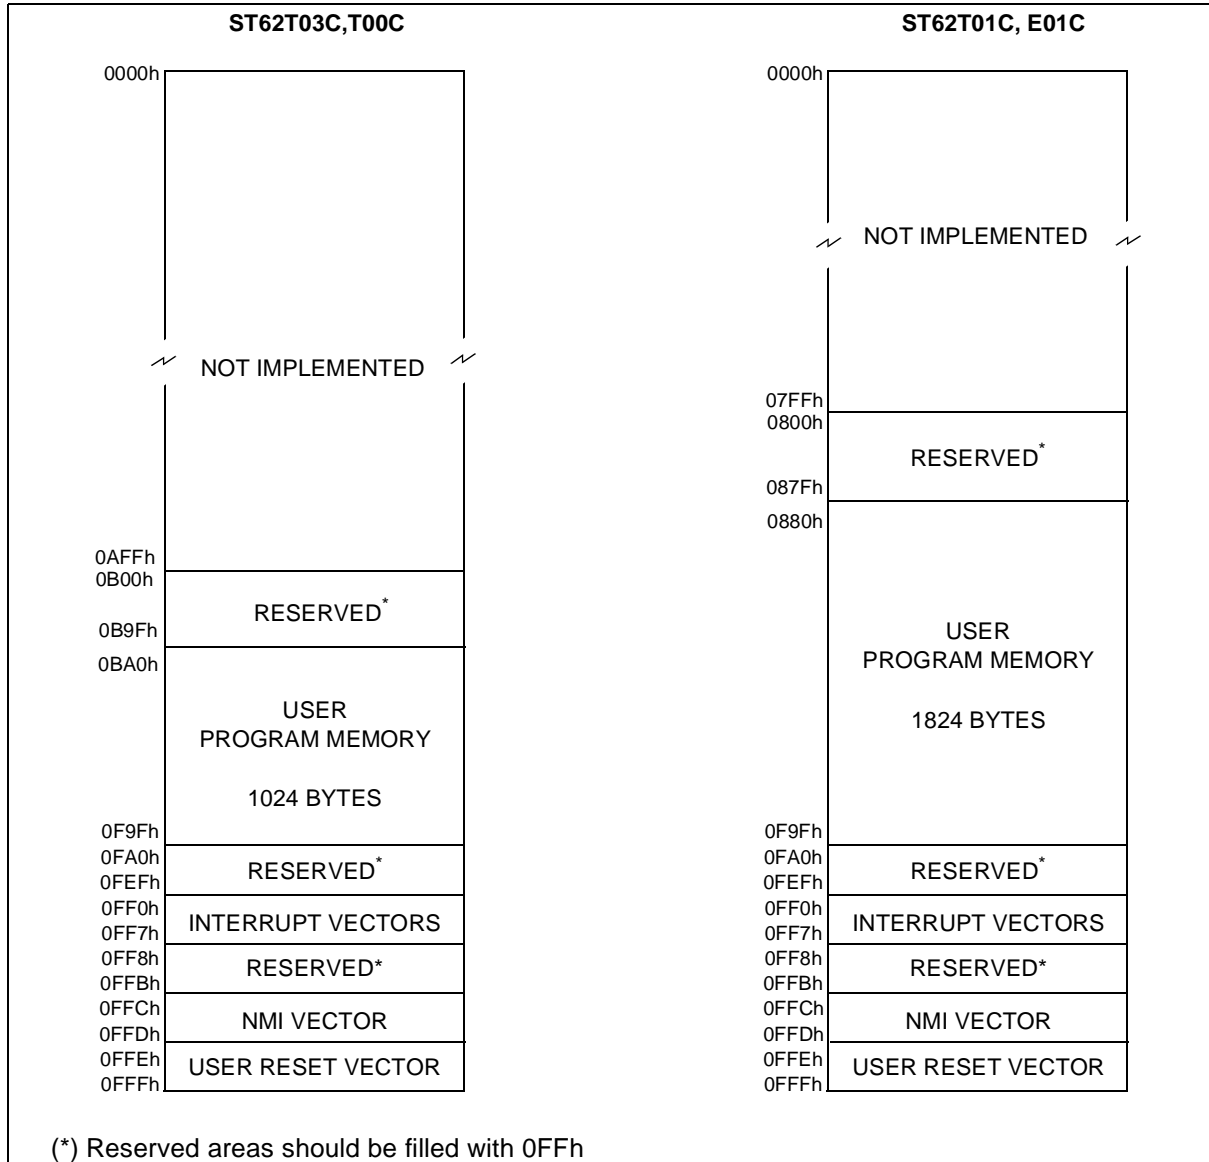 ST62T03C,T00C
0000h
NOT IMPLEMENTED
0AFFh
0B00h
RESERVED*
0B9Fh
0BA0h
USER
PROGRAM MEMORY
1024 BYTES
0F9Fh
0FA0h
RESERVED*
0FEFh
0FF0h
INTERRUPT VECTORS
0FF7h
0FF8h
RESERVED*
0FFBh
0FFCh
NMI VECTOR
0FFDh
0FFEh
USER RESET VECTOR
0FFFh
ST62T01C, E01C
0000h
NOT IMPLEMENTED
07FFh
0800h
RESERVED*
087Fh
0880h
USER
PROGRAM MEMORY
1824 BYTES
0F9Fh
0FA0h
RESERVED*
0FEFh
0FF0h
INTERRUPT VECTORS
0FF7h
0FF8h
RESERVED*
0FFBh
0FFCh
NMI VECTOR
0FFDh
0FFEh
USER RESET VECTOR
0FFFh
(*) Reserved areas should be filled with 0FFh